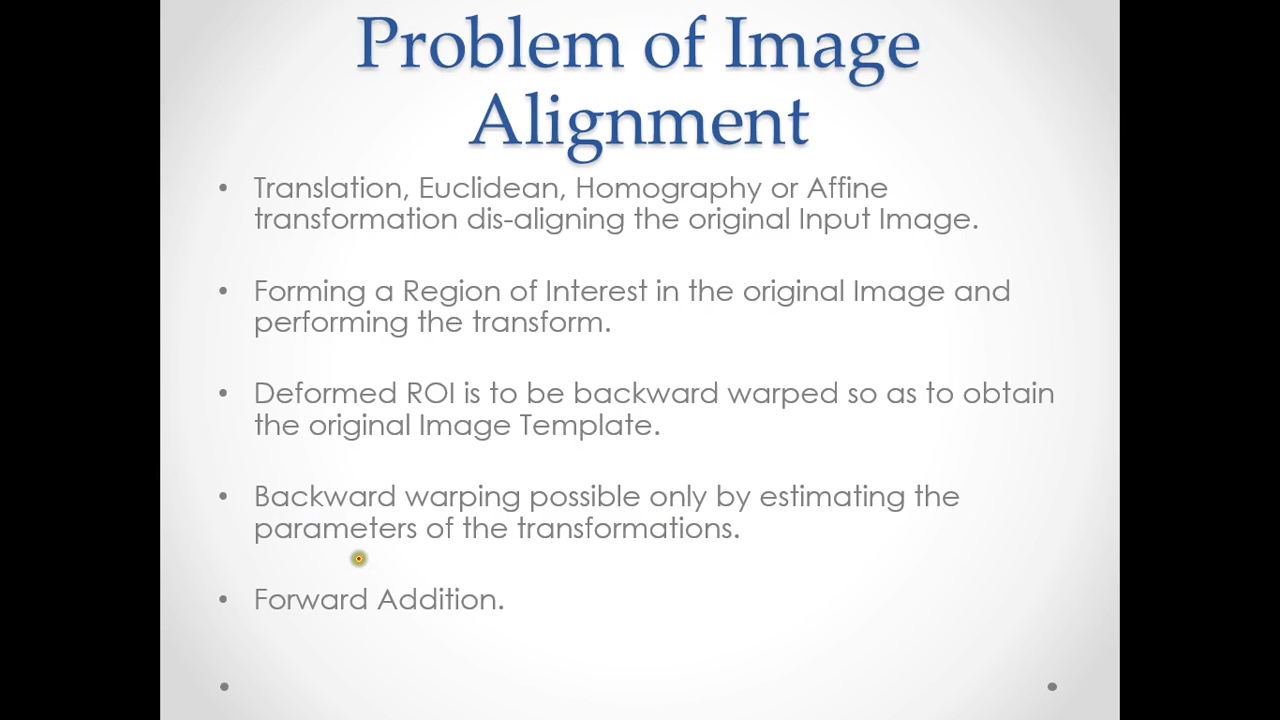 Problem of Image
Alignment
• Translation, Euclidean, Homography or Affine
transformation dis-aligning the original Input Image.
• Forming a Region of Interest in the original Image and
performing the transform.
• Deformed ROI is to be backward warped so as to obtain
the original Image Template.
• Backward warping possible only by estimating the
parameters of the transformations.
• Forward Addition.